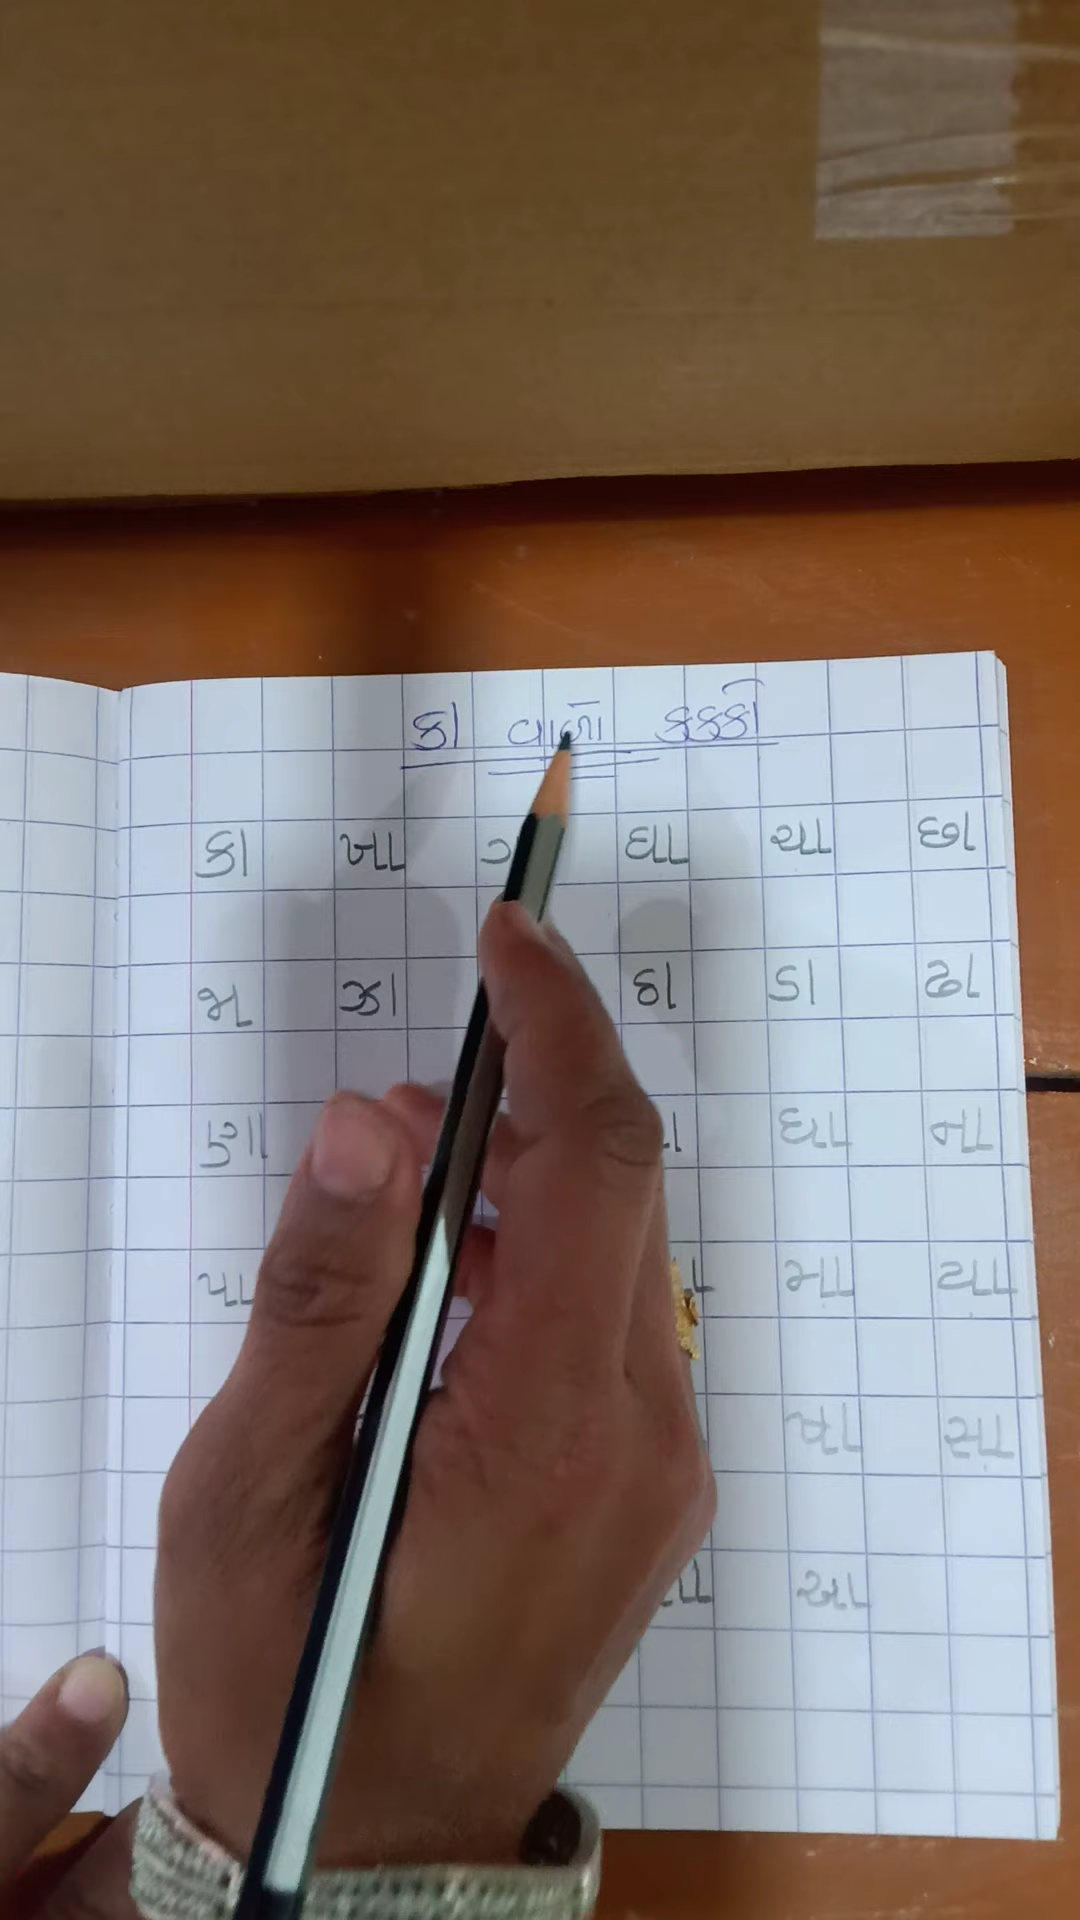 કા વાળો કક્કો
કા ખા ઘા ચા છા
જા ઝા ઠા ડા ઢા
ણા ધા ના
પા મા યા
ષા સા
આ